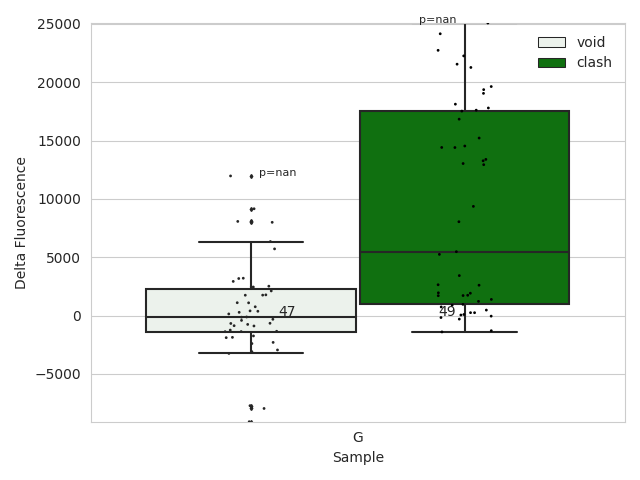 p=nan
25000
void
clash
20000
15000
p=nan
10000
5000
0
−5000
47
49
Delta Fluorescence
G
Sample